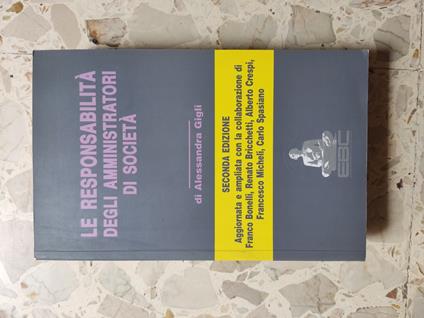 LE RESPONSABILITÀ
DEGLI AMMINISTRATORI
DI SOCIETÀ
di Alessandra Gigli
SECONDA EDIZIONE
Aggiornata e ampliata con la collaborazione di
Franco Bonelli, Renato Bricchetti, Alberto Crespi,
Francesco Micheli, Carlo Spasiano
EBC